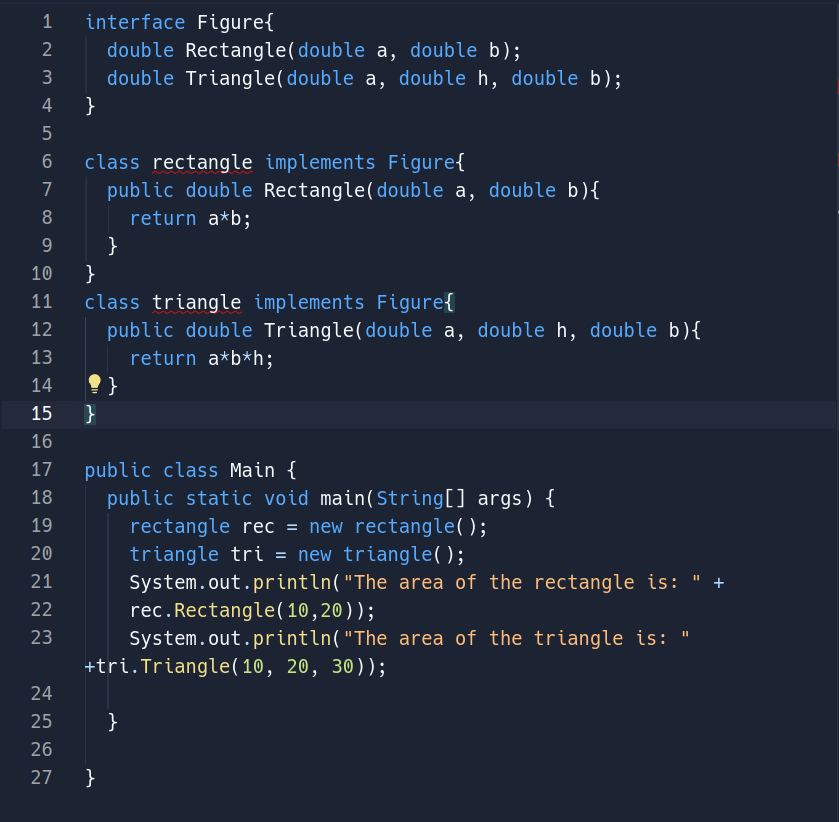 1 interface Figure{
2   double Rectangle(double a, double b);
3   double Triangle(double a, double h, double b);
4 }
5
6 class rectangle implements Figure{
7   public double Rectangle(double a, double b){
8     return a*b;
9   }
10 }
11 class triangle implements Figure{
12   public double Triangle(double a, double h, double b){
13     return a*b*h;
14   }
15 }
16
17 public class Main {
18   public static void main(String[] args) {
19     rectangle rec = new rectangle();
20     triangle tri = new triangle();
21     System.out.println("The area of the rectangle is: " +
22     rec.Rectangle(10,20));
23     System.out.println("The area of the triangle is: "
+tri.Triangle(10, 20, 30));
24
25   }
26
27 }